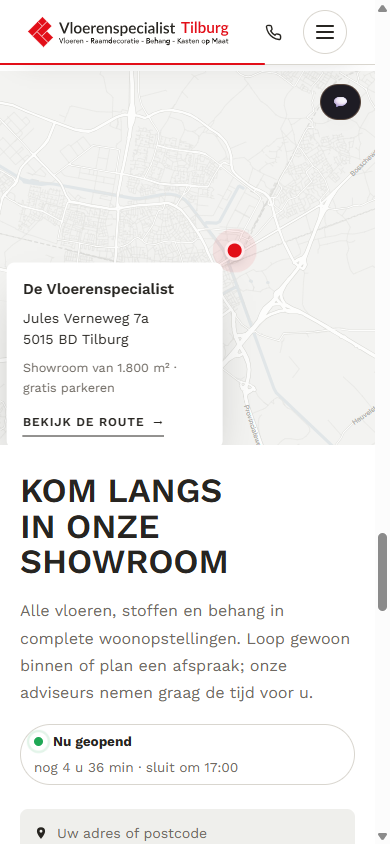 Vloerenspecialist Tilburg
Vloeren - Raamdecoratie - Behang - Kasten op Maat
Bosscheweg
De Vloerenspecialist
Jules Verneweg 7a
5015 BD Tilburg
Showroom van 1.800 m² ·
gratis parkeren
BEKIJK DE ROUTE →
KOM LANGS
IN ONZE
SHOWROOM
Alle vloeren, stoffen en behang in
complete woonopstellingen. Loop gewoon
binnen of plan een afspraak; onze
adviseurs nemen graag de tijd voor u.
Nu geopend
nog 4 u 36 min · sluit om 17:00
Uw adres of postcode